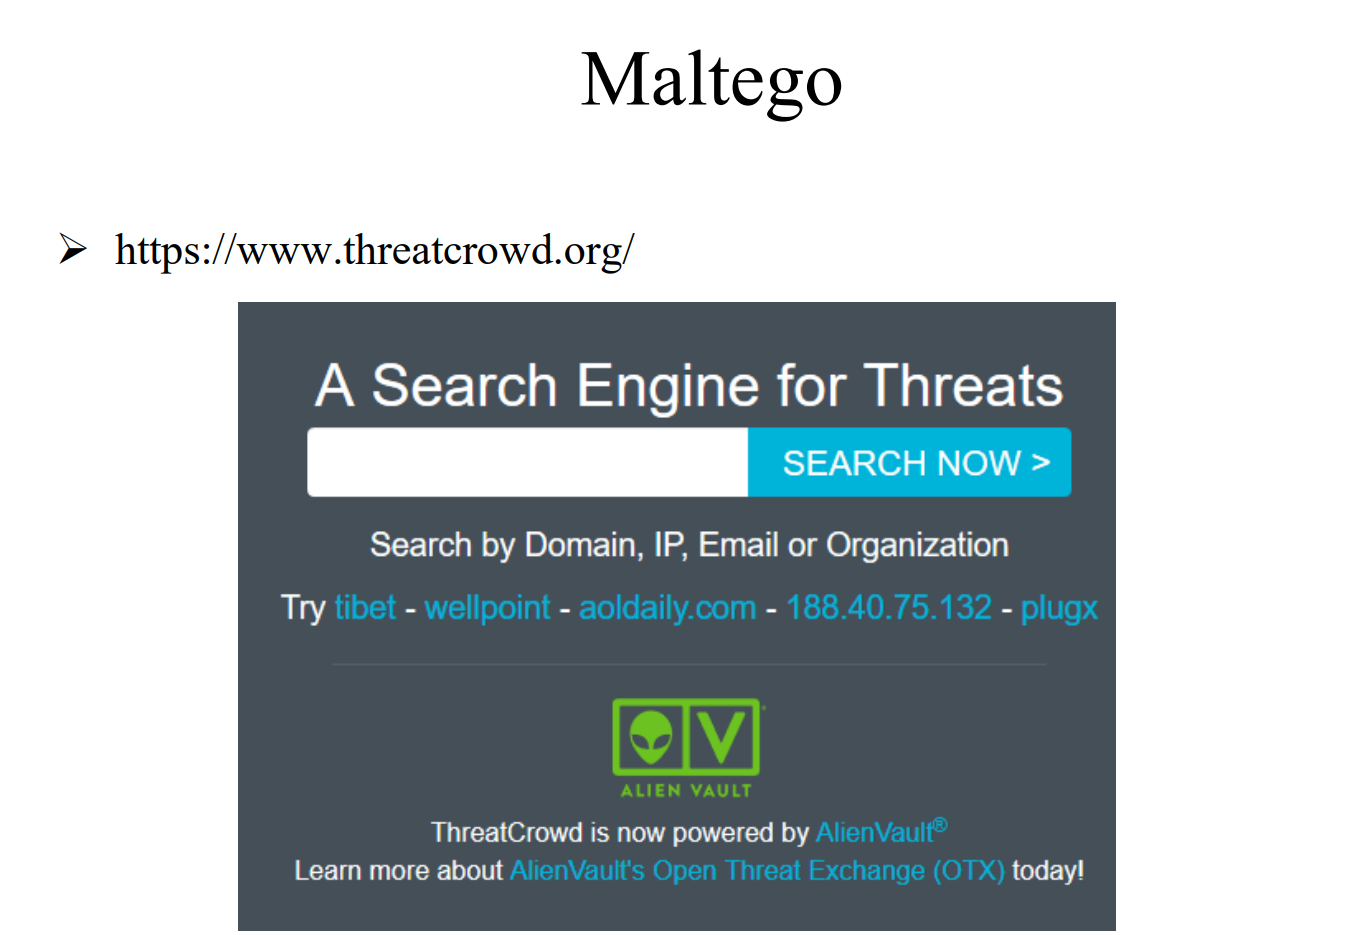 Maltego
➢ https://www.threatcrowd.org/
A Search Engine for Threats
SEARCH NOW >
Search by Domain, IP, Email or Organization
Try tibet - wellpoint - aoldaily.com - 188.40.75.132 - plugx
V
ALIEN VAULT
ThreatCrowd is now powered by AlienVault®
Learn more about AlienVault's Open Threat Exchange (OTX) today!